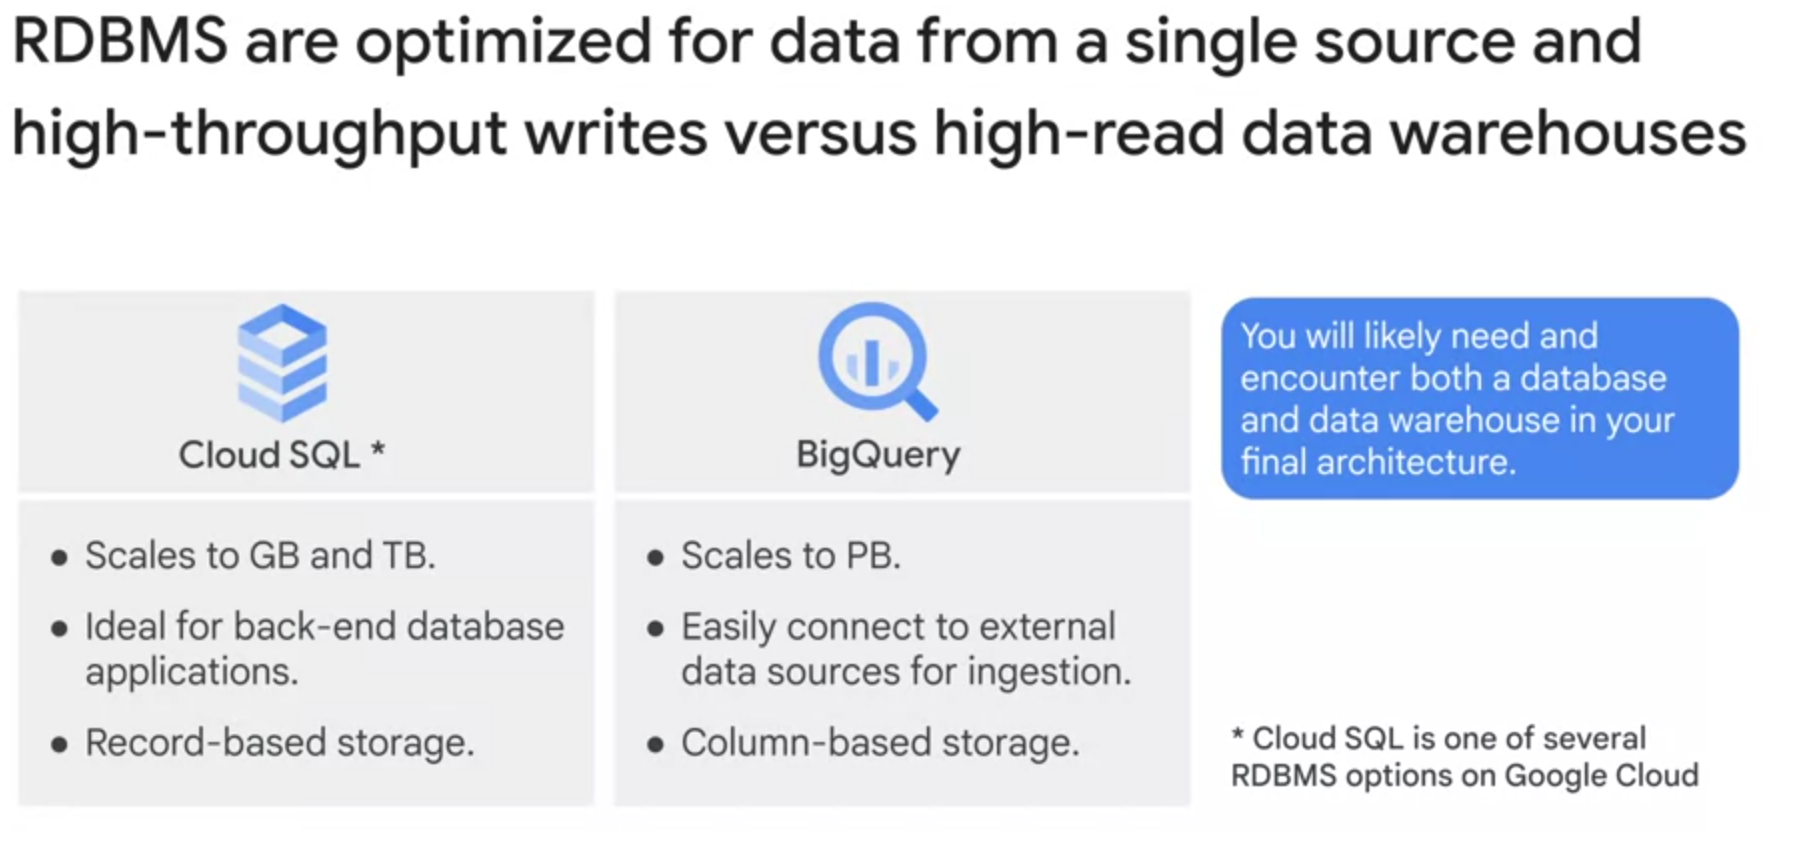 RDBMS are optimized for data from a single source and
high-throughput writes versus high-read data warehouses
Cloud SQL *
● Scales to GB and TB.
● Ideal for back-end database
applications.
● Record-based storage.
BigQuery
● Scales to PB.
● Easily connect to external
data sources for ingestion.
● Column-based storage.
You will likely need and
encounter both a database
and data warehouse in your
final architecture.
* Cloud SQL is one of several
RDBMS options on Google Cloud